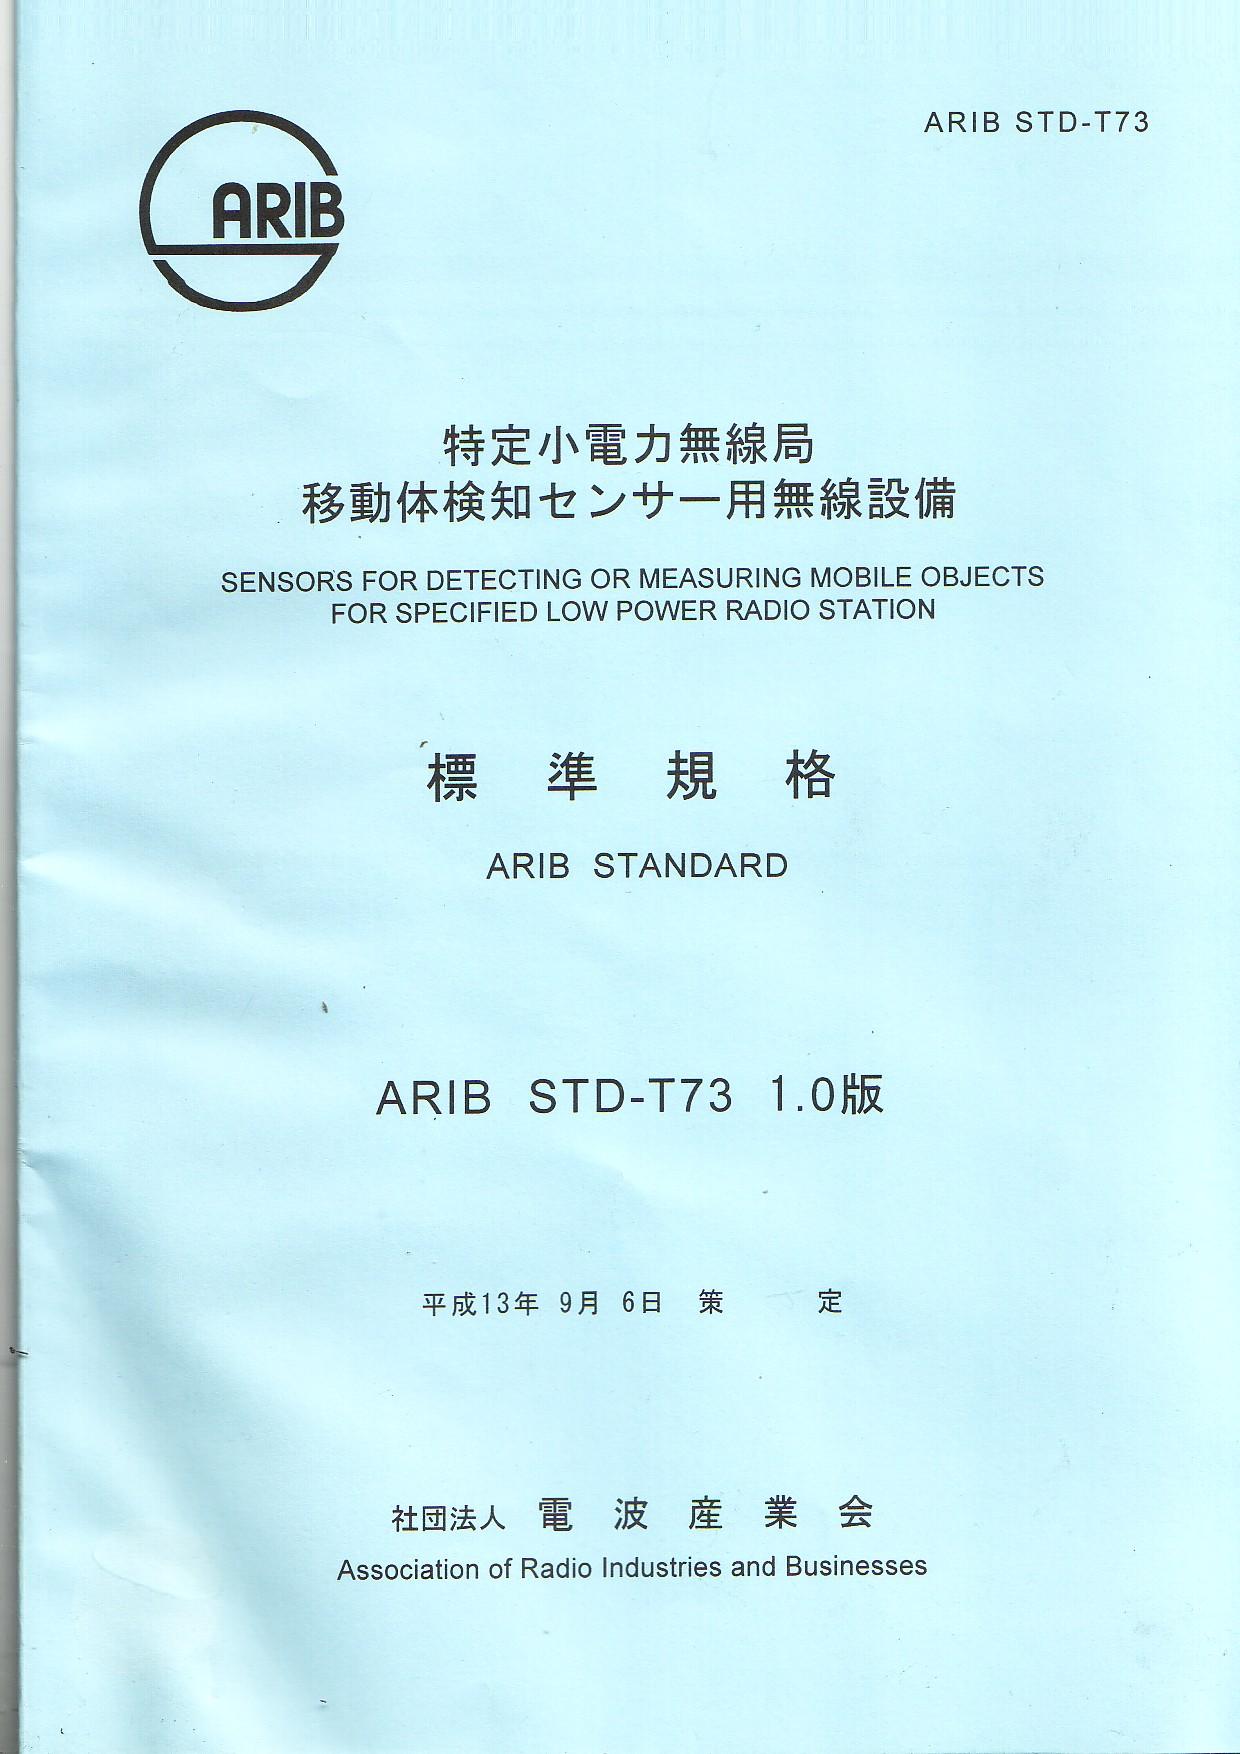 ARIB STD-T73
ARIB
特定小電力無線局
移動体検知センサー用無線設備
SENSORS FOR DETECTING OR MEASURING MOBILE OBJECTS
FOR SPECIFIED LOW POWER RADIO STATION
標 準 規 格
ARIB STANDARD
ARIB STD-T73 1.0版
平成13年 9月 6日 策 定
社団法人 電 波 産 業 会
Association of Radio Industries and Businesses